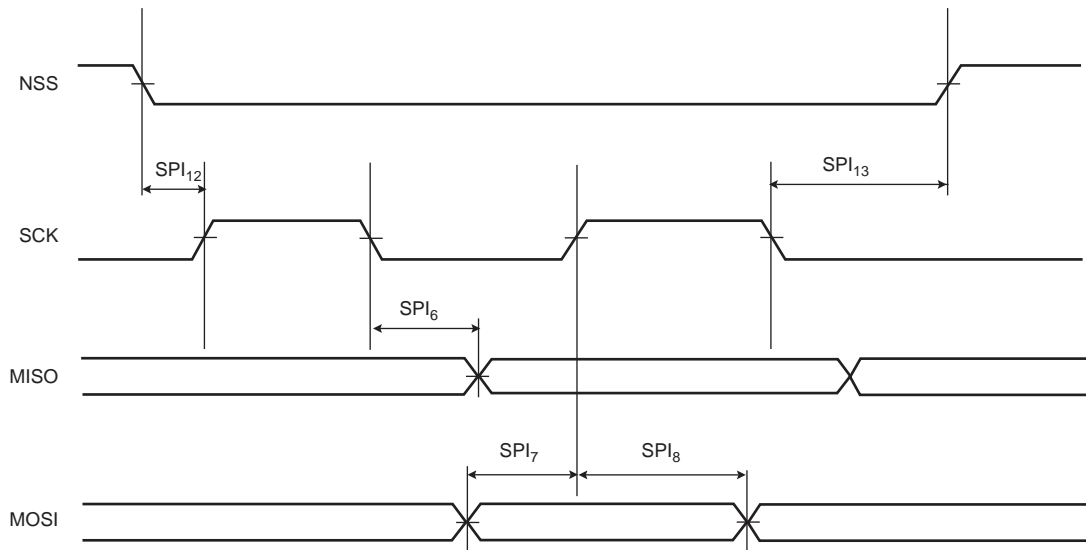 NSS
SPI₁₂
SPI₁₃
SCK
SPI₆
MISO
SPI₇
SPI₈
MOSI